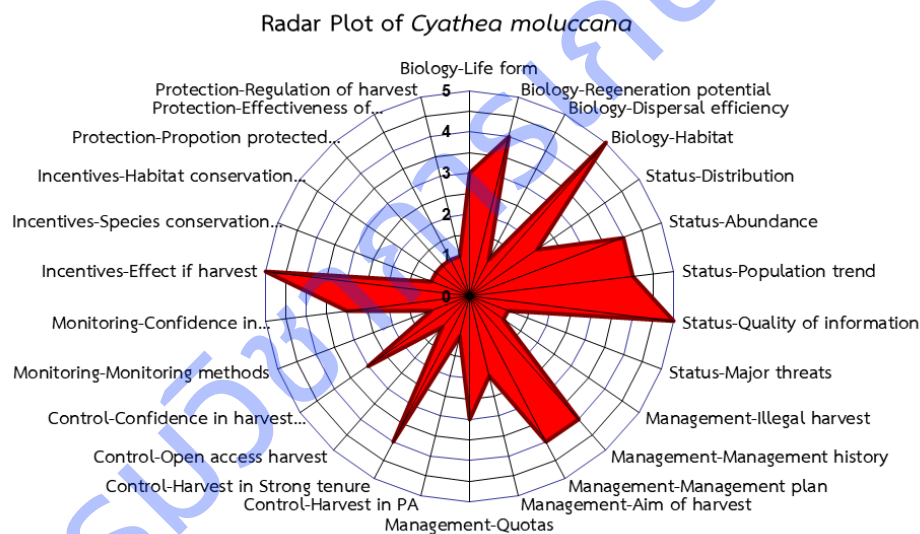 Radar Plot of Cyathea moluccana
Biology-Life form
Protection-Regulation of harvest
Biology-Regeneration potential
Protection-Effectiveness of...
Biology-Dispersal efficiency
Protection-Propotion protected...
Biology-Habitat
Incentives-Habitat conservation...
Status-Distribution
Incentives-Species conservation...
Status-Abundance
Incentives-Effect if harvest
Status-Population trend
Monitoring-Confidence in...
Status-Quality of information
Monitoring-Monitoring methods
Status-Major threats
Control-Confidence in harvest...
Management-Illegal harvest
Control-Open access harvest
Management-Management history
Control-Harvest in Strong tenure
Management-Management plan
Control-Harvest in PA
Management-Aim of harvest
Management-Quotas
5
4
3
2
1
0